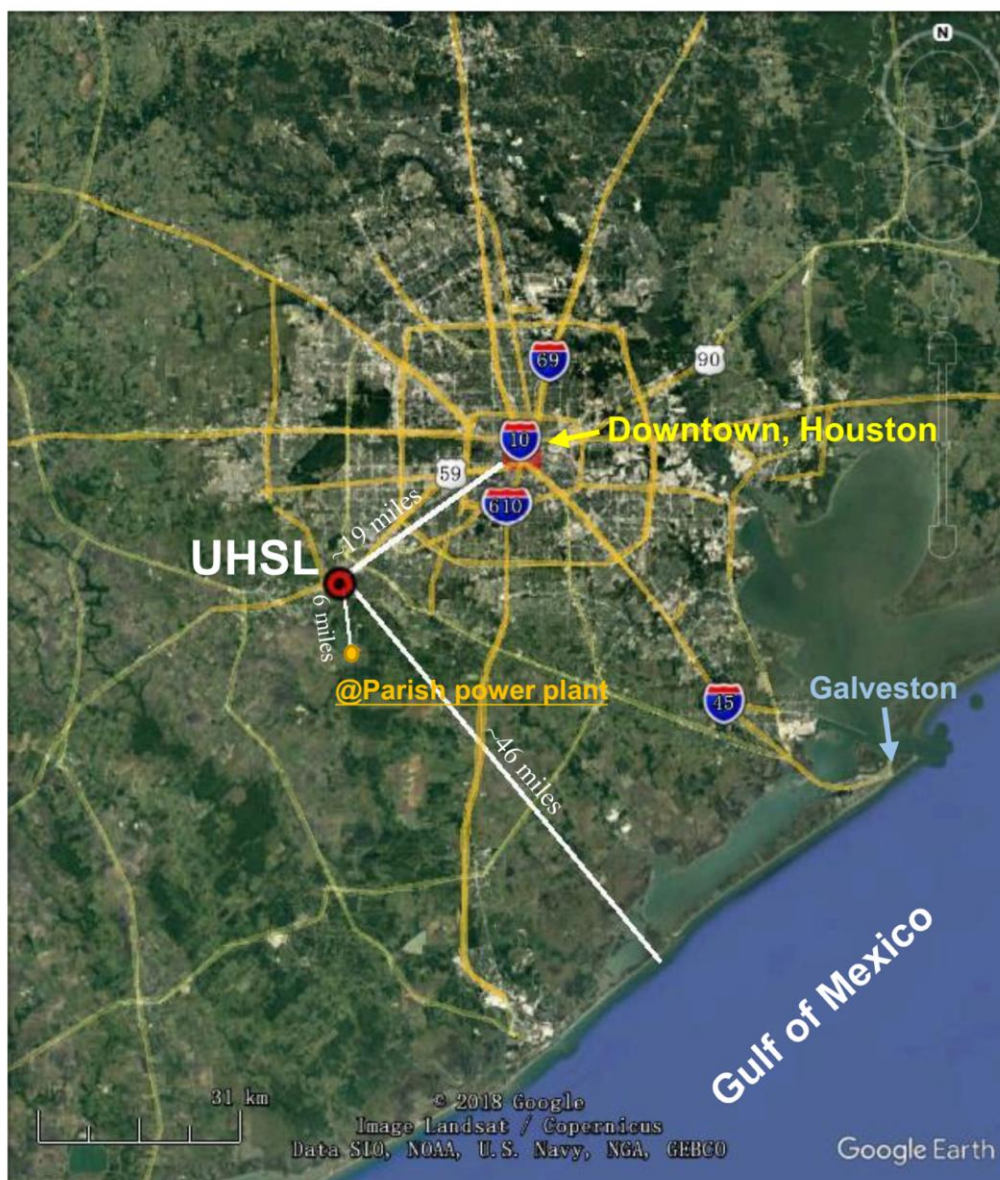 N
69
90
10
Downtown, Houston
59
610
~19 miles
UHSL
6 miles
@Parish power plant
45
Galveston
~46 miles
Gulf of Mexico
31 km
© 2018 Google
Image Landsat / Copernicus
Data SIO, NOAA, U.S. Navy, NGA, GEBCO
Google Earth